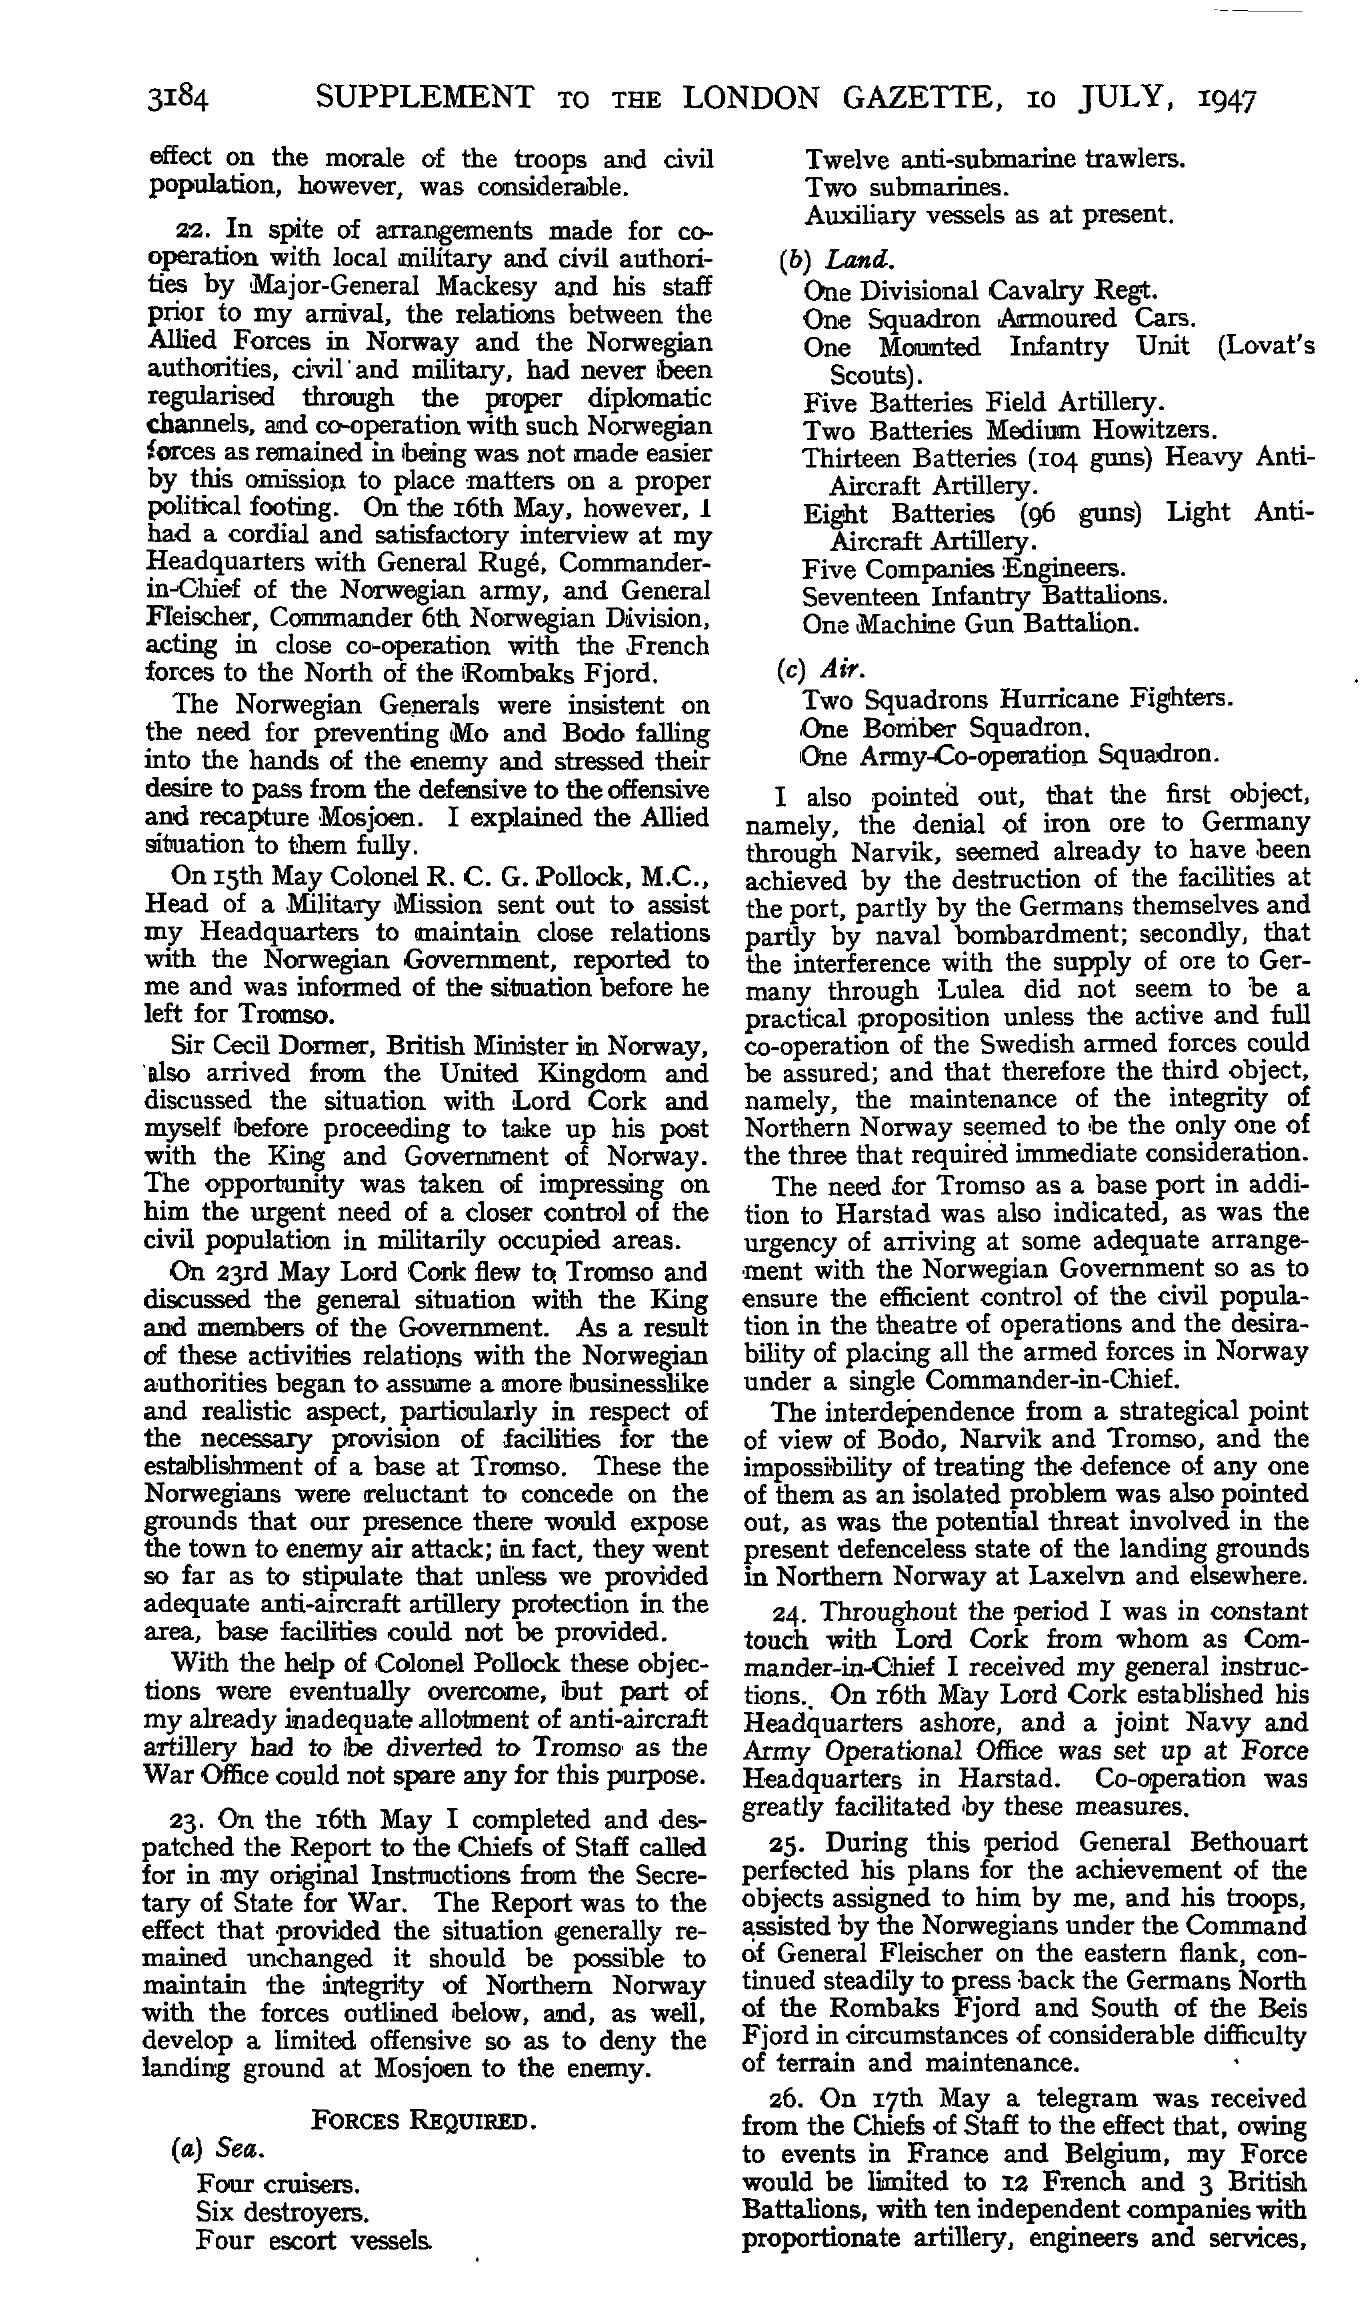 3184 SUPPLEMENT TO THE LONDON GAZETTE, 10 JULY, 1947
effect on the morale of the troops and civil
population, however, was considerable.
22. In spite of arrangements made for co-
operation with local military and civil authori-
ties by Major-General Mackesy and his staff
prior to my arrival, the relations between the
Allied Forces in Norway and the Norwegian
authorities, civil and military, had never been
regularised through the proper diplomatic
channels, and co-operation with such Norwegian
forces as remained in being was not made easier
by this omission to place matters on a proper
political footing. On the 16th May, however, I
had a cordial and satisfactory interview at my
Headquarters with General Rugé, Commander-
in-Chief of the Norwegian army, and General
Fleischer, Commander 6th Norwegian Division,
acting in close co-operation with the French
forces to the North of the Rombaks Fjord.
The Norwegian Generals were insistent on
the need for preventing Mo and Bodo falling
into the hands of the enemy and stressed their
desire to pass from the defensive to the offensive
and recapture Mosjoen. I explained the Allied
situation to them fully.
On 15th May Colonel R. C. G. Pollock, M.C.,
Head of a Military Mission sent out to assist
my Headquarters to maintain close relations
with the Norwegian Government, reported to
me and was informed of the situation before he
left for Tromso.
Sir Cecil Dormer, British Minister in Norway,
also arrived from the United Kingdom and
discussed the situation with Lord Cork and
myself before proceeding to take up his post
with the King and Government of Norway.
The opportunity was taken of impressing on
him the urgent need of a closer control of the
civil population in militarily occupied areas.
On 23rd May Lord Cork flew to Tromso and
discussed the general situation with the King
and members of the Government. As a result
of these activities relations with the Norwegian
authorities began to assume a more businesslike
and realistic aspect, particularly in respect of
the necessary provision of facilities for the
establishment of a base at Tromso. These the
Norwegians were reluctant to concede on the
grounds that our presence there would expose
the town to enemy air attack; in fact, they went
so far as to stipulate that unless we provided
adequate anti-aircraft artillery protection in the
area, base facilities could not be provided.
With the help of Colonel Pollock these objec-
tions were eventually overcome, but part of
my already inadequate allotment of anti-aircraft
artillery had to be diverted to Tromso as the
War Office could not spare any for this purpose.
23. On the 16th May I completed and des-
patched the Report to the Chiefs of Staff called
for in my original Instructions from the Secre-
tary of State for War. The Report was to the
effect that provided the situation generally re-
mained unchanged it should be possible to
maintain the integrity of Northern Norway
with the forces outlined below, and, as well,
develop a limited offensive so as to deny the
landing ground at Mosjoen to the enemy.
FORCES REQUIRED.
(a) Sea.
Four cruisers.
Six destroyers.
Four escort vessels.
Twelve anti-submarine trawlers.
Two submarines.
Auxiliary vessels as at present.
(b) Land.
One Divisional Cavalry Regt.
One Squadron Armoured Cars.
One Mounted Infantry Unit (Lovat's
Scouts).
Five Batteries Field Artillery.
Two Batteries Medium Howitzers.
Thirteen Batteries (104 guns) Heavy Anti-
Aircraft Artillery.
Eight Batteries (96 guns) Light Anti-
Aircraft Artillery.
Five Companies Engineers.
Seventeen Infantry Battalions.
One Machine Gun Battalion.
(c) Air.
Two Squadrons Hurricane Fighters.
One Bomber Squadron.
One Army-Co-operation Squadron.
I also pointed out, that the first object,
namely, the denial of iron ore to Germany
through Narvik, seemed already to have been
achieved by the destruction of the facilities at
the port, partly by the Germans themselves and
partly by naval bombardment; secondly, that
the interference with the supply of ore to Ger-
many through Lulea did not seem to be a
practical proposition unless the active and full
co-operation of the Swedish armed forces could
be assured; and that therefore the third object,
namely, the maintenance of the integrity of
Northern Norway seemed to be the only one of
the three that required immediate consideration.
The need for Tromso as a base port in addi-
tion to Harstad was also indicated, as was the
urgency of arriving at some adequate arrange-
ment with the Norwegian Government so as to
ensure the efficient control of the civil popula-
tion in the theatre of operations and the desira-
bility of placing all the armed forces in Norway
under a single Commander-in-Chief.
The interdependence from a strategical point
of view of Bodo, Narvik and Tromso, and the
impossibility of treating the defence of any one
of them as an isolated problem was also pointed
out, as was the potential threat involved in the
present defenceless state of the landing grounds
in Northern Norway at Laxelvn and elsewhere.
24. Throughout the period I was in constant
touch with Lord Cork from whom as Com-
mander-in-Chief I received my general instruc-
tions. On 16th May Lord Cork established his
Headquarters ashore, and a joint Navy and
Army Operational Office was set up at Force
Headquarters in Harstad. Co-operation was
greatly facilitated by these measures.
25. During this period General Bethouart
perfected his plans for the achievement of the
objects assigned to him by me, and his troops,
assisted by the Norwegians under the Command
of General Fleischer on the eastern flank, con-
tinued steadily to press back the Germans North
of the Rombaks Fjord and South of the Beis
Fjord in circumstances of considerable difficulty
of terrain and maintenance.
26. On 17th May a telegram was received
from the Chiefs of Staff to the effect that, owing
to events in France and Belgium, my Force
would be limited to 12 French and 3 British
Battalions, with ten independent companies with
proportionate artillery, engineers and services,